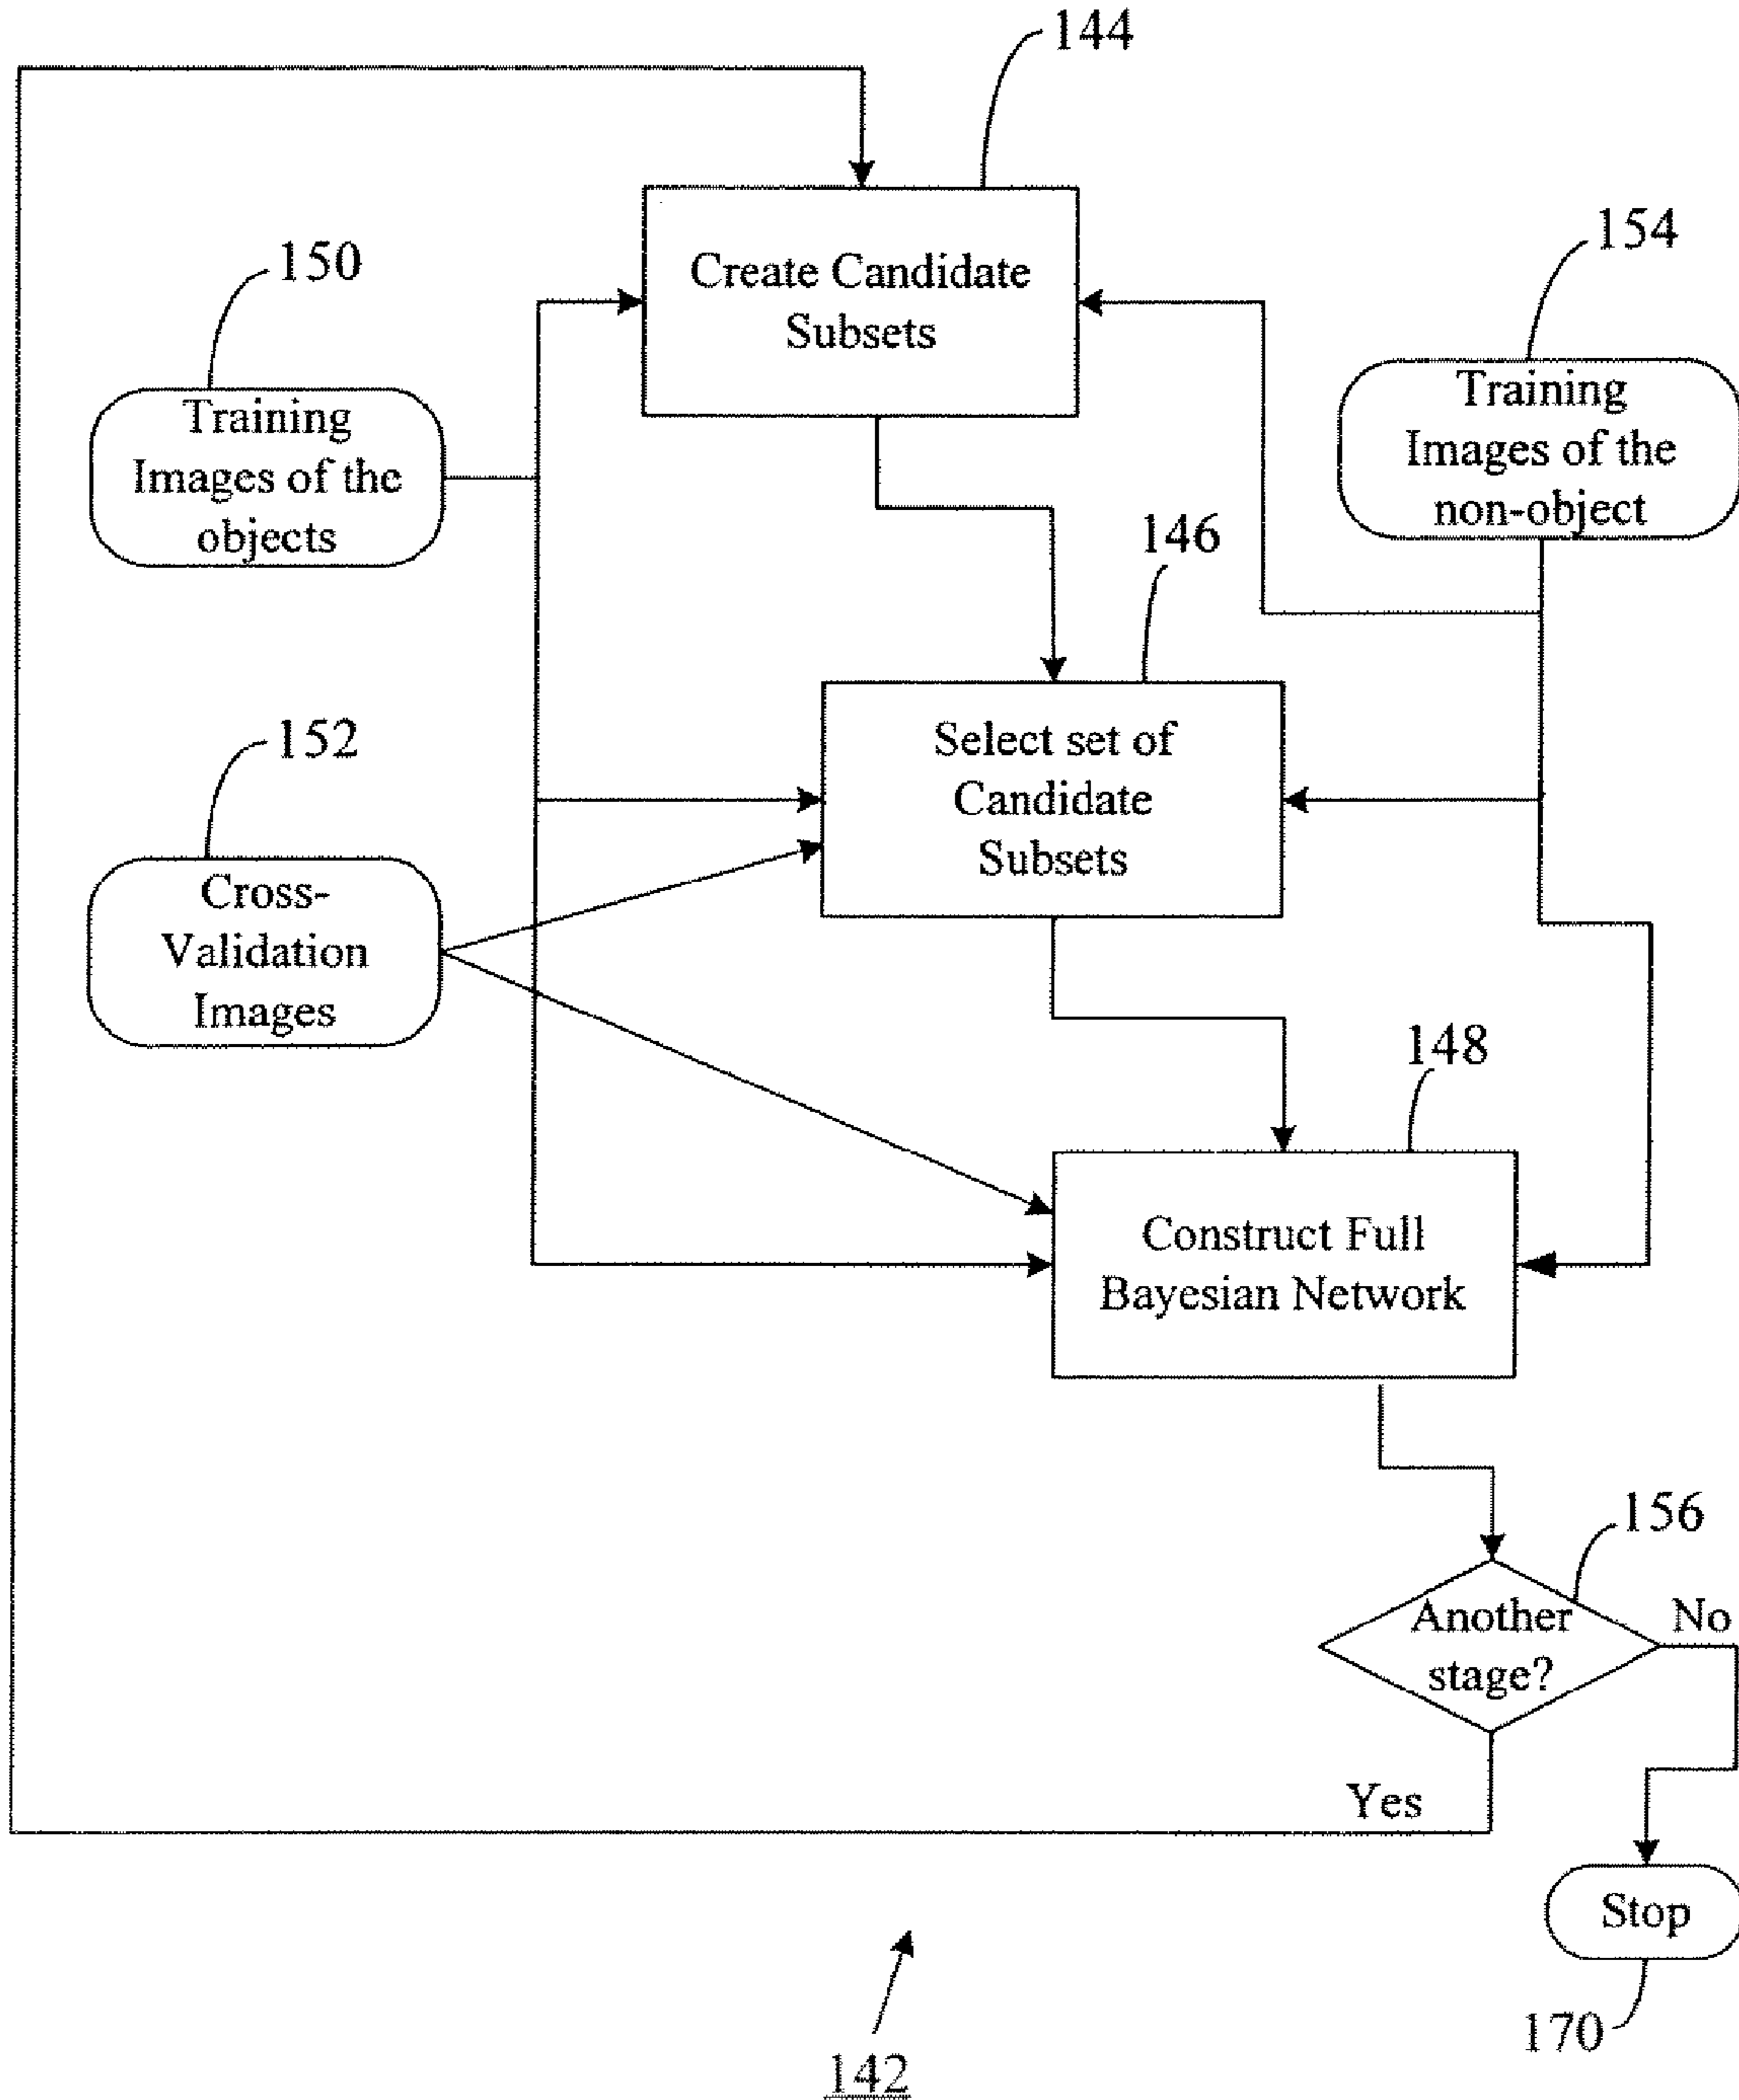 144
Create Candidate
Subsets
150
Training
Images of the
objects
154
Training
Images of the
non-object
146
Select set of
Candidate
Subsets
152
Cross-
Validation
Images
148
Construct Full
Bayesian Network
156
Another
stage?
No
Yes
Stop
170
142